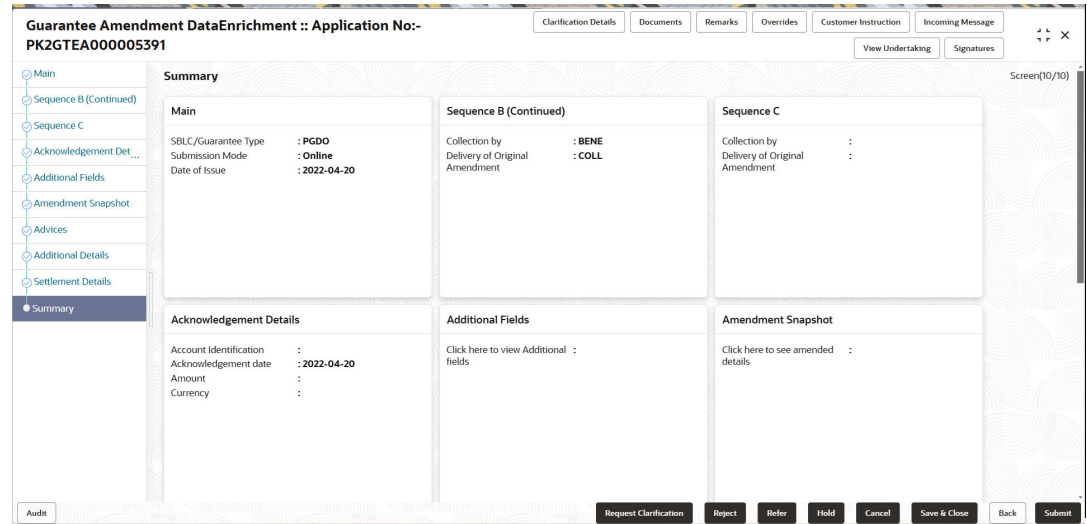 Guarantee Amendment DataEnrichment :: Application No:-
PK2GTEA000005391
Clarification Details
Documents
Remarks
Overrides
Customer Instruction
Incoming Message
View Undertaking
Signatures
Main
Sequence B (Continued)
Sequence C
Acknowledgement Det...
Additional Fields
Amendment Snapshot
Advices
Additional Details
Settlement Details
Summary
Summary
Screen(10/10)
Main
SBLC/Guarantee Type : PGDO
Submission Mode : Online
Date of Issue : 2022-04-20
Sequence B (Continued)
Collection by : BENE
Delivery of Original : COLL
Amendment
Sequence C
Collection by :
Delivery of Original :
Amendment
Acknowledgement Details
Account Identification :
Acknowledgement date : 2022-04-20
Amount :
Currency :
Additional Fields
Click here to view Additional :
fields
Amendment Snapshot
Click here to see amended :
details
Audit
Request Clarification
Reject
Refer
Hold
Cancel
Save & Close
Back
Submit